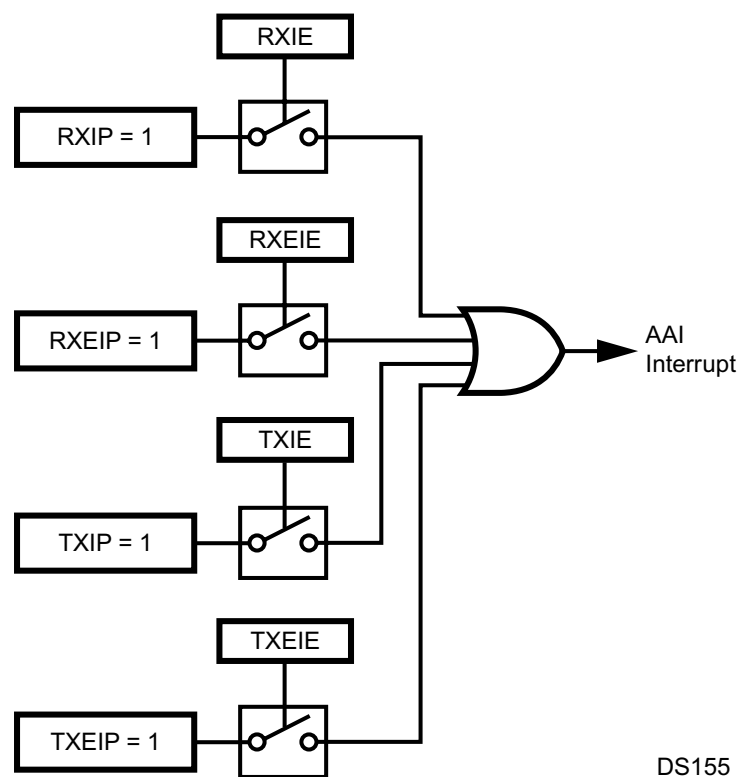 RXIE
RXIP = 1
RXEIE
RXEIP = 1
AAI
Interrupt
TXIE
TXIP = 1
TXEIE
TXEIP = 1
DS155